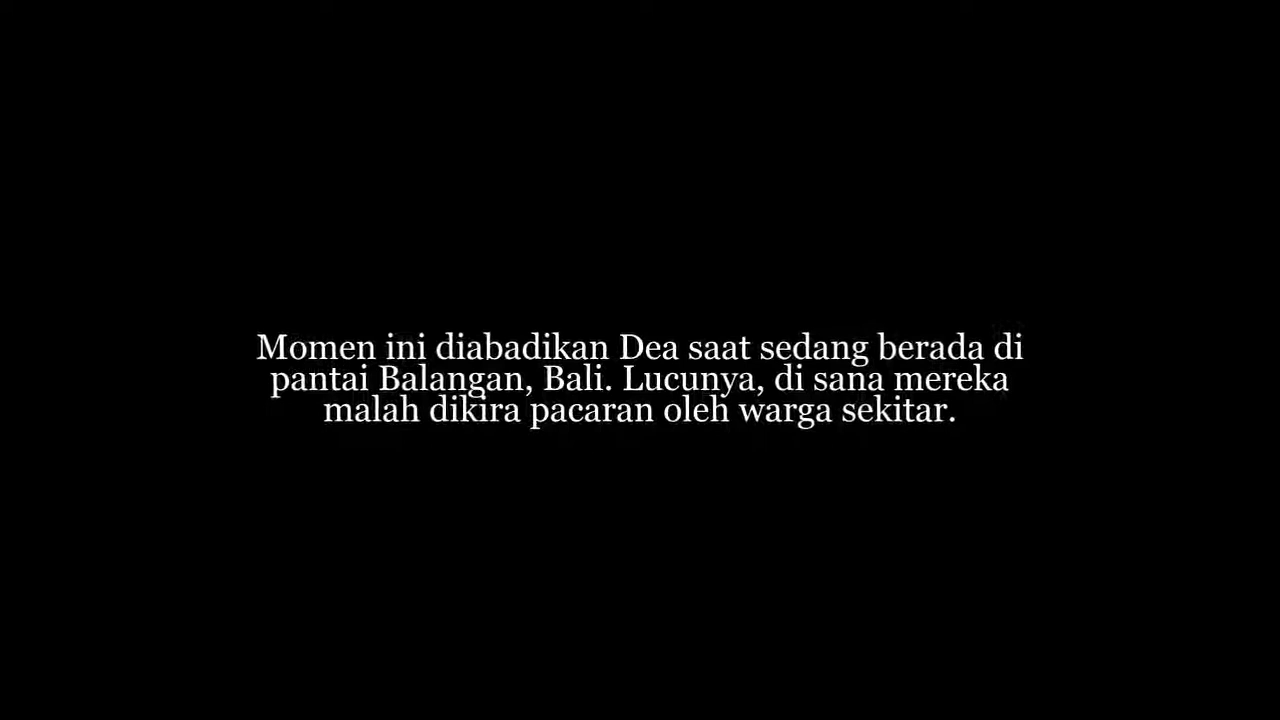 Momen ini diabadikan Dea saat sedang berada di
pantai Balangan, Bali. Lucunya, di sana mereka
malah dikira pacaran oleh warga sekitar.